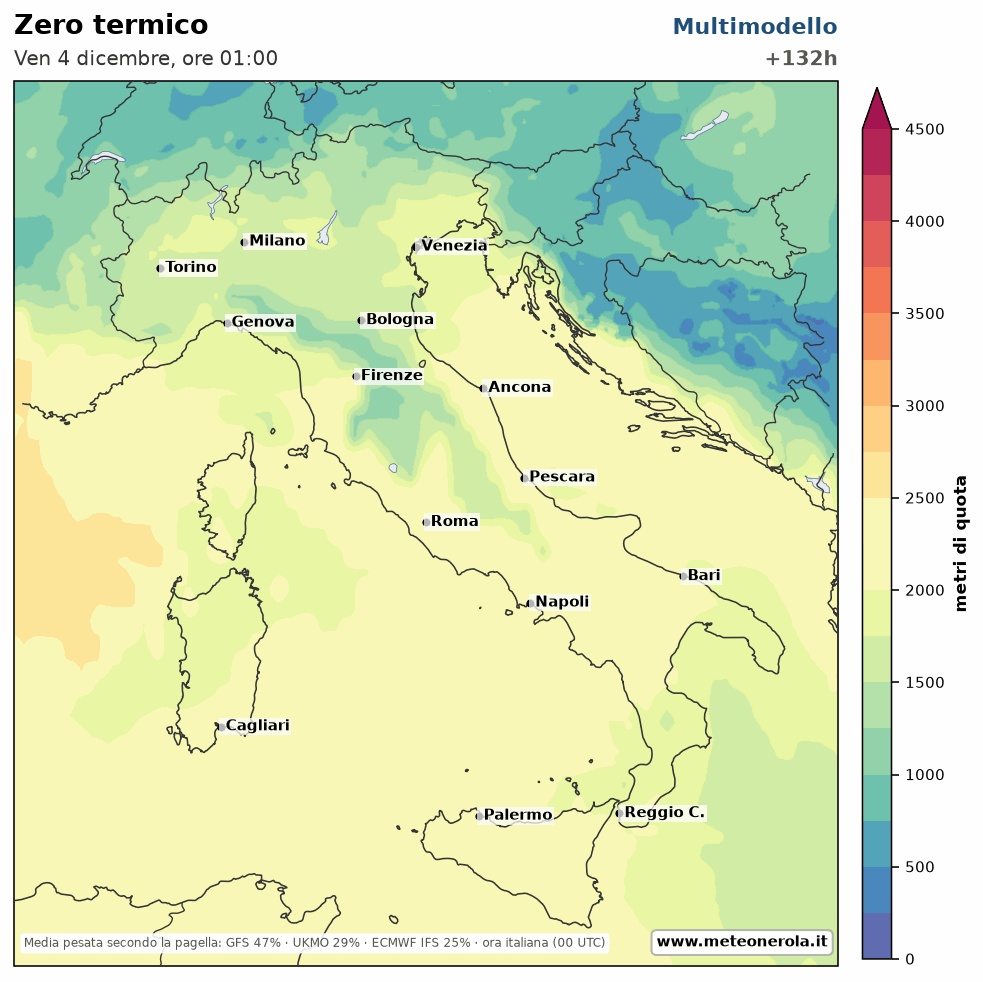 Zero termico
Multimodello
Ven 4 dicembre, ore 01:00
+132h
4500
4000
3500
3000
2500
2000
1500
1000
500
0
metri di quota
Milano
Venezia
Torino
Genova
Bologna
Firenze
Ancona
Pescara
Roma
Bari
Napoli
Cagliari
Palermo
Reggio C.
Media pesata secondo la pagella: GFS 47% · UKMO 29% · ECMWF IFS 25% · ora italiana (00 UTC)
www.meteonerola.it